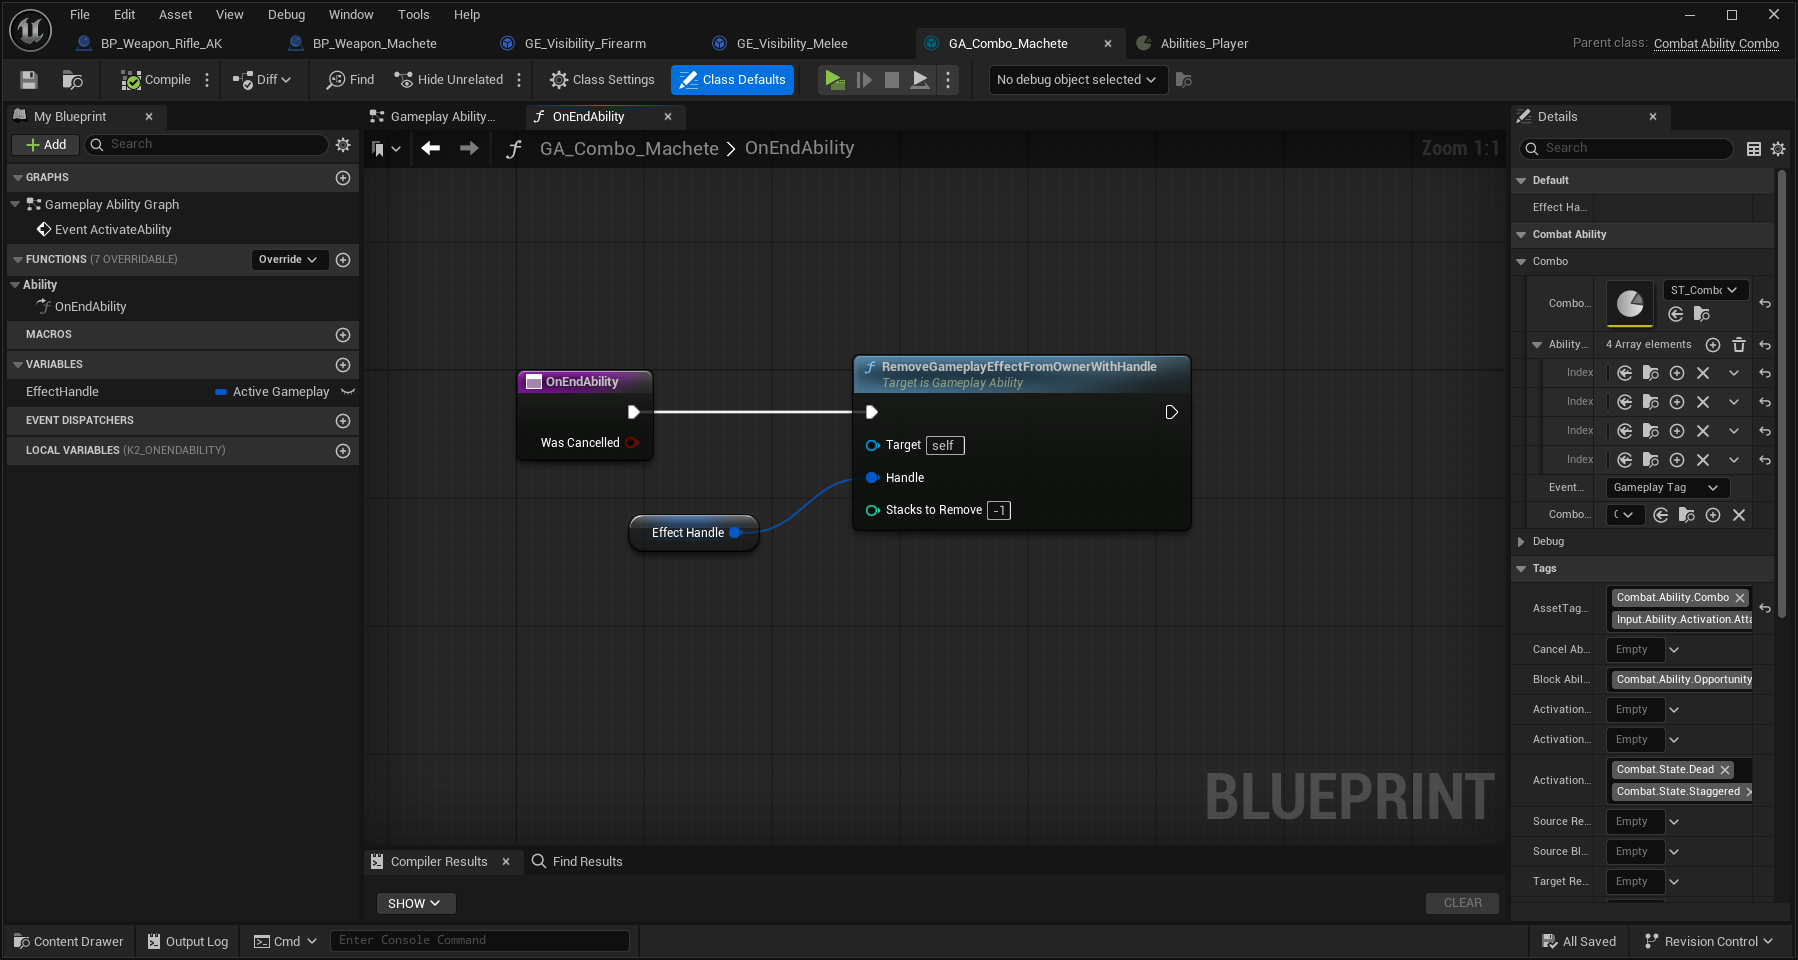 File Edit Asset View Debug Window Tools Help
BP_Weapon_Rifle_AK BP_Weapon_Machete GE_Visibility_Firearm GE_Visibility_Melee GA_Combo_Machete Abilities_Player Parent class: Combat Ability Combo
Compile Diff Find Hide Unrelated Class Settings Class Defaults No debug object selected
My Blueprint
Add Search
GRAPHS
Gameplay Ability Graph
Event ActivateAbility
FUNCTIONS (7 OVERRIDABLE) Override
Ability
OnEndAbility
MACROS
VARIABLES
EffectHandle Active Gameplay
EVENT DISPATCHERS
LOCAL VARIABLES (K2_ONENDABILITY)
Gameplay Ability... OnEndAbility
GA_Combo_Machete > OnEndAbility Zoom 1:1
OnEndAbility
Was Cancelled
Effect Handle
RemoveGameplayEffectFromOwnerWithHandle
Target is Gameplay Ability
Target self
Handle
Stacks to Remove -1
BLUEPRINT
Compiler Results Find Results
SHOW CLEAR
Details
Search
Default
Effect Ha...
Combat Ability
Combo
Combo... ST_Comb
Ability... 4 Array elements
Index
Index
Index
Index
Event... Gameplay Tag
Combo...
Debug
Tags
AssetTag... Combat.Ability.Combo
Input.Ability.Activation.Atta
Cancel Ab... Empty
Block Abil... Combat.Ability.Opportunity
Activation... Empty
Activation... Empty
Activation... Combat.State.Dead
Combat.State.Staggered
Source Re... Empty
Source Bl... Empty
Target Re... Empty
Content Drawer Output Log Cmd Enter Console Command All Saved Revision Control